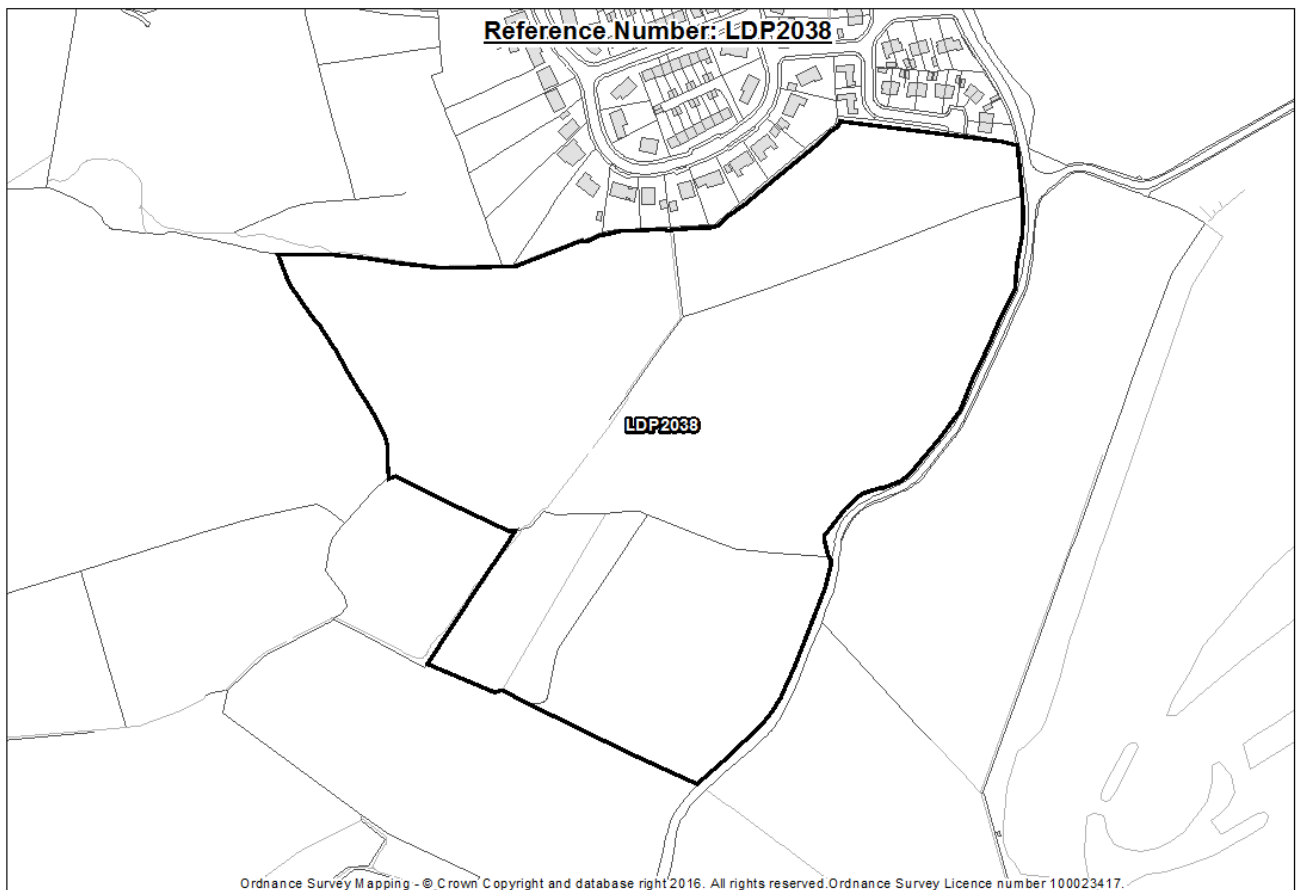 Reference Number: LDP2038
LDP2038
Ordnance Survey Mapping - © Crown Copyright and database right 2016. All rights reserved.Ordnance Survey Licence number 100023417.